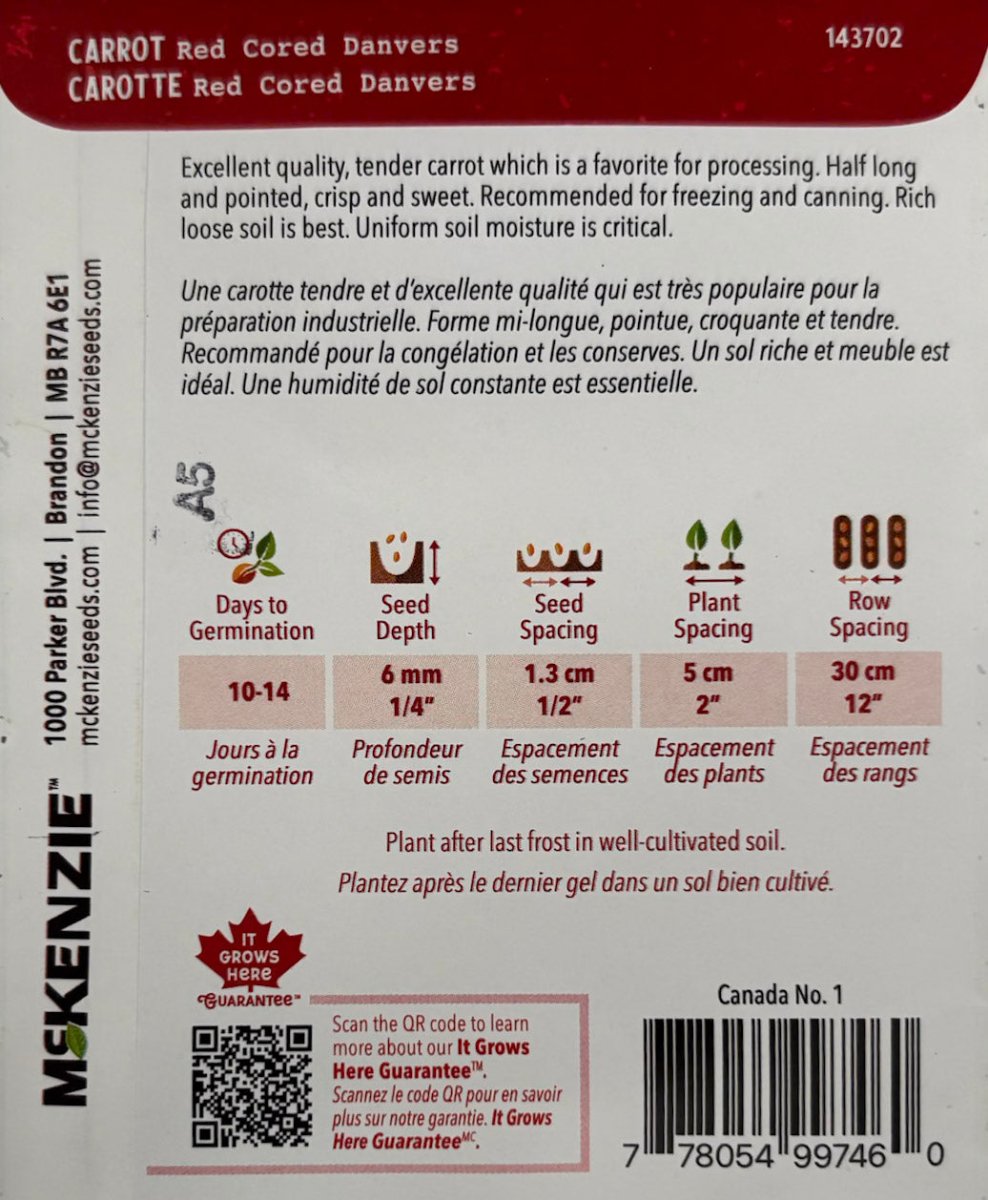 CARROT Red Cored Danvers
143702
CAROTTE Red Cored Danvers
Excellent quality, tender carrot which is a favorite for processing. Half long
and pointed, crisp and sweet. Recommended for freezing and canning. Rich
loose soil is best. Uniform soil moisture is critical.
Une carotte tendre et d'excellente qualité qui est très populaire pour la
préparation industrielle. Forme mi-longue, pointue, croquante et tendre.
Recommandé pour la congélation et les conserves. Un sol riche et meuble est
idéal. Une humidité de sol constante est essentielle.
A5
Days to
Germination
10-14
Jours à la
germination
Seed
Depth
6 mm
1/4"
Profondeur
de semis
Seed
Spacing
1.3 cm
1/2"
Espacement
des semences
Plant
Spacing
5 cm
2"
Espacement
des plants
Row
Spacing
30 cm
12"
Espacement
des rangs
Plant after last frost in well-cultivated soil.
Plantez après le dernier gel dans un sol bien cultivé.
IT
GROWS
HERE
GUARANTEE™
Scan the QR code to learn
more about our It Grows
Here Guarantee™.
Scannez le code QR pour en savoir
plus sur notre garantie. It Grows
Here Guarantee MC.
Canada No. 1
7 78054 99746 0
McKENZIE™
1000 Parker Blvd. | Brandon | MB R7A 6E1
mckenzieseeds.com | info@mckenzieseeds.com